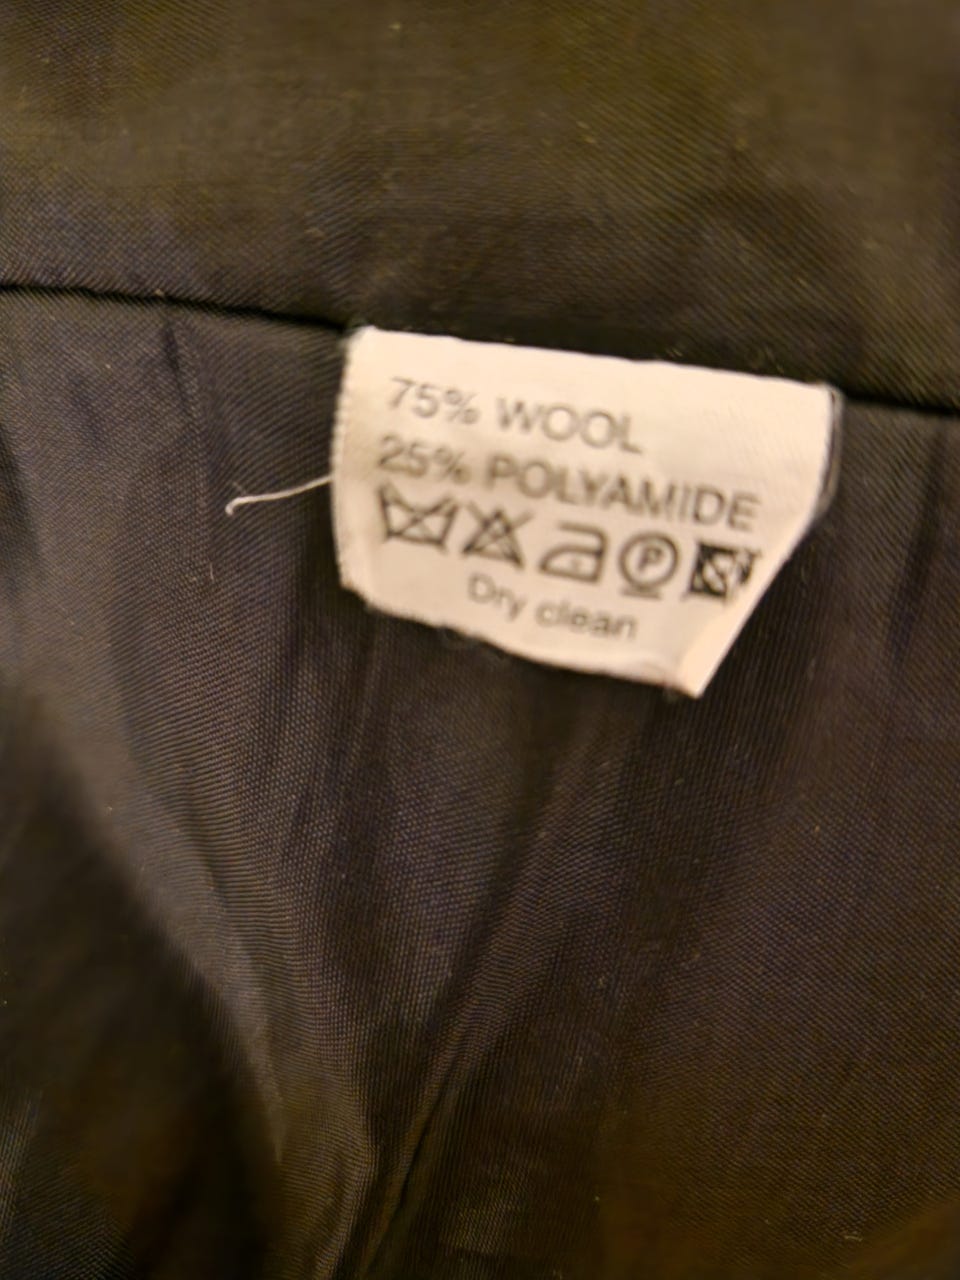 75% WOOL
25% POLYAMIDE
P
Dry clean